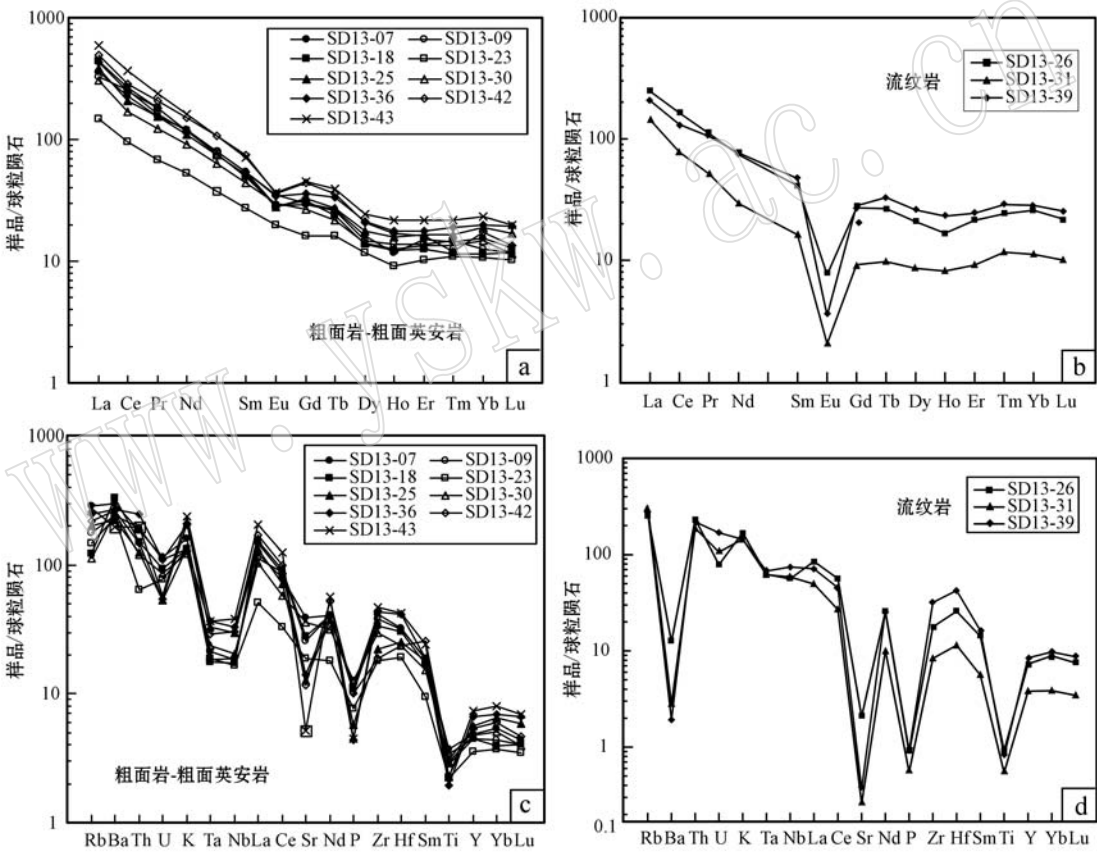 1000
100
10
1
样品/球粒陨石
SD13-07 SD13-09
SD13-18 SD13-23
SD13-25 SD13-30
SD13-36 SD13-42
SD13-43
粗面岩-粗面英安岩
a
La Ce Pr Nd Sm Eu Gd Tb Dy Ho Er Tm Yb Lu
1000
100
10
1
样品/球粒陨石
流纹岩
SD13-26
SD13-31
SD13-39
b
La Ce Pr Nd Sm Eu Gd Tb Dy Ho Er Tm Yb Lu
1000
100
10
1
样品/球粒陨石
SD13-07 SD13-09
SD13-18 SD13-23
SD13-25 SD13-30
SD13-36 SD13-42
SD13-43
粗面岩-粗面英安岩
c
Rb Ba Th U K Ta Nb La Ce Sr Nd P Zr Hf Sm Ti Y Yb Lu
1000
100
10
1
0.1
样品/球粒陨石
流纹岩
SD13-26
SD13-31
SD13-39
d
Rb Ba Th U K Ta Nb La Ce Sr Nd P Zr Hf Sm Ti Y Yb Lu
www.yskw.ac.cn